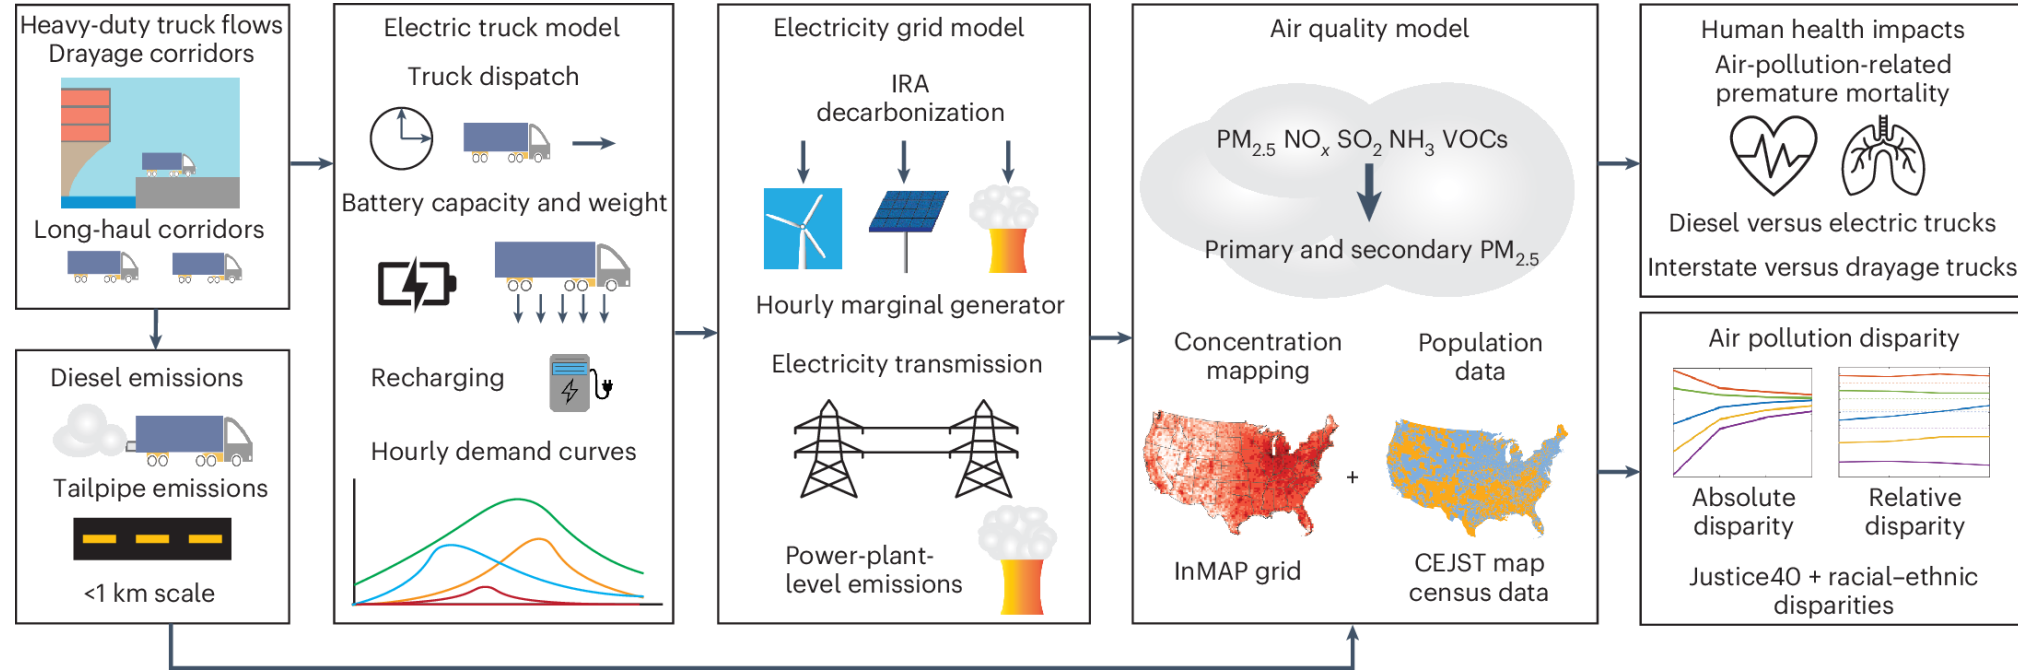 Heavy-duty truck flows
Drayage corridors
Long-haul corridors
Diesel emissions
Tailpipe emissions
<1 km scale
Electric truck model
Truck dispatch
Battery capacity and weight
Recharging
Hourly demand curves
Electricity grid model
IRA
decarbonization
Hourly marginal generator
Electricity transmission
Power-plant-
level emissions
Air quality model
PM2.5 NOx SO2 NH3 VOCs
Primary and secondary PM2.5
Concentration
mapping
Population
data
+
InMAP grid
CEJST map
census data
Human health impacts
Air-pollution-related
premature mortality
Diesel versus electric trucks
Interstate versus drayage trucks
Air pollution disparity
Absolute
disparity
Relative
disparity
Justice40 + racial–ethnic
disparities